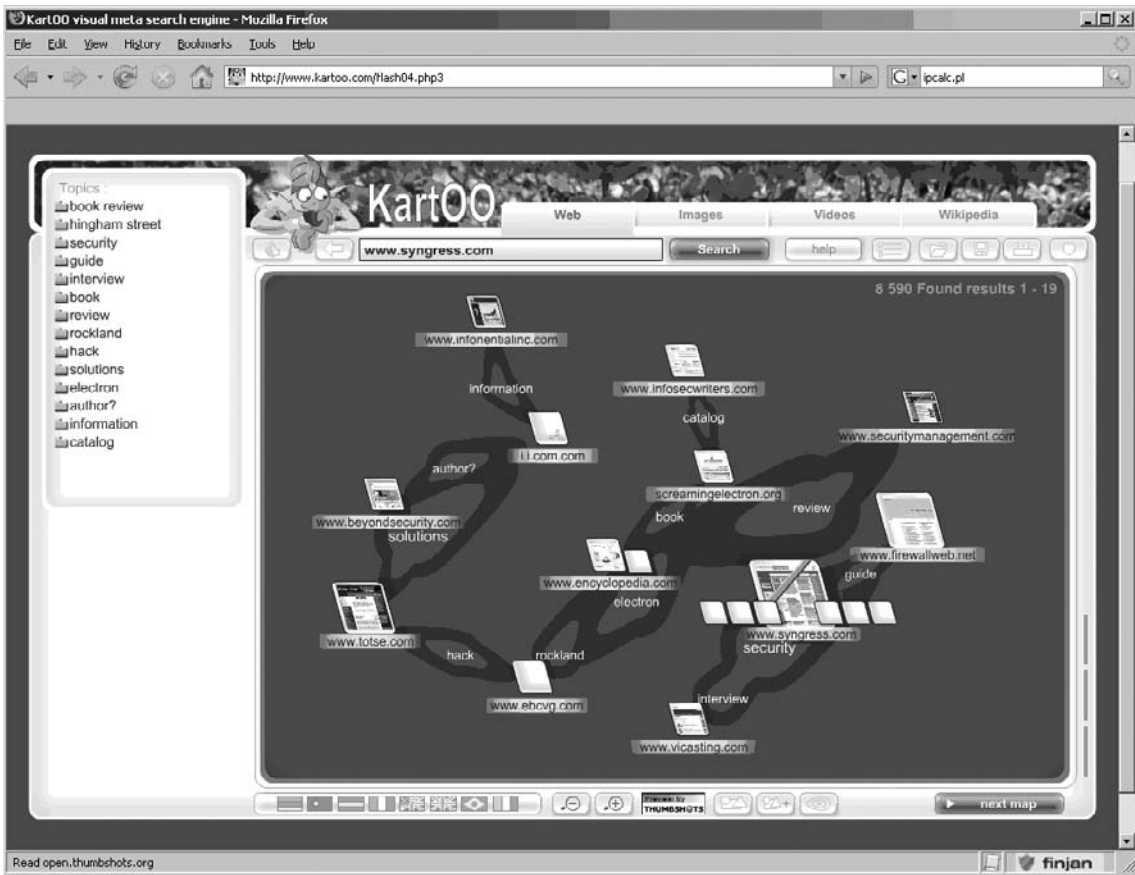 KartOO visual meta search engine - Mozilla Firefox
File Edit View History Bookmarks Tools Help
http://www.kartoo.com/flash04.php3
G ipcalc.pl
KartOO
Web Images Videos Wikipedia
www.syngress.com Search help
Topics :
book review
hingham street
security
guide
interview
book
review
rockland
hack
solutions
electron
author?
information
catalog
8 590 Found results 1 - 19
www.infonentialinc.com
information
www.infosecwriters.com
catalog
www.securitymanagement.com
i.i.com.com
author?
screamingelectron.org
book
review
www.beyondsecurity.com
solutions
www.firewallweb.net
guide
www.encyclopedia.com
electron
www.syngress.com
security
www.totse.com
hack
rockland
www.ebcvg.com
interview
www.vicasting.com
THUMBSHOTS
next map
Read open.thumbshots.org
finjan